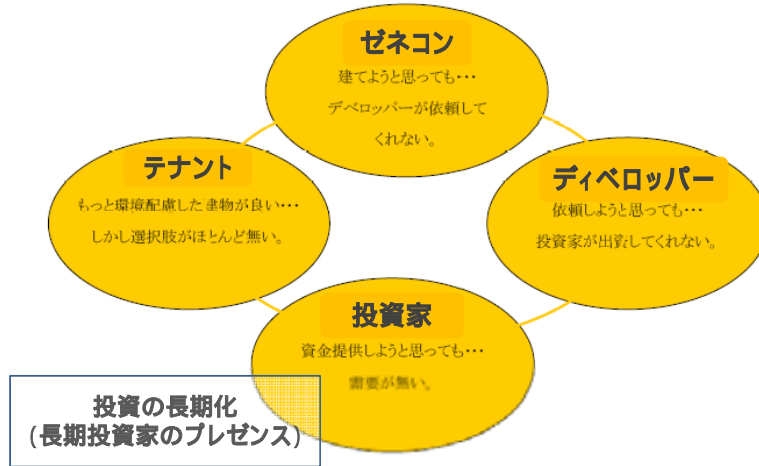 ゼネコン
建てようと思っても・・・
デベロッパーが依頼して
くれない。
テナント
もっと環境配慮した建物が良い・・・
しかし選択肢がほとんど無い。
ディベロッパー
依頼しようと思っても・・・
投資家が出資してくれない。
投資家
資金提供しようと思っても・・・
需要が無い。
投資の長期化
(長期投資家のプレゼンス)